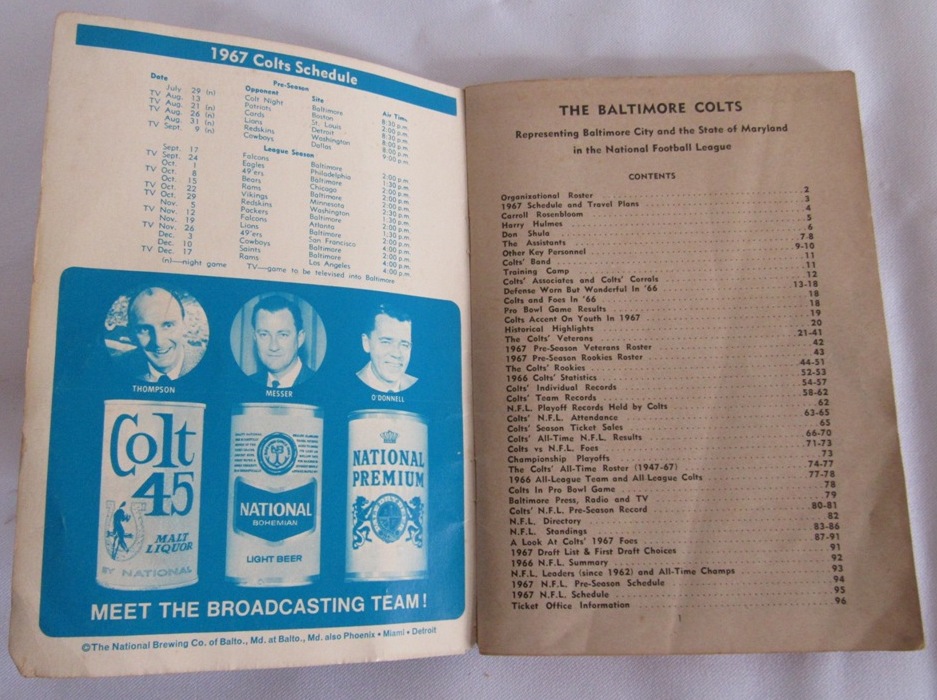 1967 Colts Schedule
Pre-Season
Date Opponent Site Air Time
July 29 (n) Colt Night Baltimore 8:30 p.m.
TV Aug. 13 Patriots Boston 2:00 p.m.
TV Aug. 21 (n) Cards St. Louis 8:30 p.m.
TV Aug. 26 (n) Lions Detroit 8:00 p.m.
Aug. 31 (n) Redskins Washington 8:00 p.m.
TV Sept. 9 (n) Cowboys Dallas 9:00 p.m.
League Season
Sept. 17 Falcons Baltimore 2:00 p.m.
TV Sept. 24 Eagles Philadelphia 1:30 p.m.
Oct. 1 49'ers Baltimore 2:00 p.m.
TV Oct. 8 Bears Chicago 2:00 p.m.
Oct. 15 Rams Baltimore 2:00 p.m.
TV Oct. 22 Vikings Minnesota 2:30 p.m.
TV Oct. 29 Redskins Washington 1:30 p.m.
Nov. 5 Packers Baltimore 2:00 p.m.
TV Nov. 12 Falcons Atlanta 1:30 p.m.
Nov. 19 Lions Baltimore 2:00 p.m.
TV Nov. 26 49'ers San Francisco 4:00 p.m.
Dec. 3 Cowboys Baltimore
Dec. 10 Saints Baltimore
TV Dec. 17 Rams Los Angeles 4:00 p.m.
(n)—night game TV—game to be televised into Baltimore
THOMPSON
MESSER
O'DONNELL
Colt
45
MALT
LIQUOR
BY NATIONAL
NATIONAL
BOHEMIAN
LIGHT BEER
NATIONAL
PREMIUM
MEET THE BROADCASTING TEAM!
©The National Brewing Co. of Balto., Md. at Balto., Md. also Phoenix • Miami • Detroit
THE BALTIMORE COLTS
Representing Baltimore City and the State of Maryland
in the National Football League
CONTENTS
Organizational Roster 2
1967 Schedule and Travel Plans 3
Carroll Rosenbloom 4
Harry Hulmes 5
Don Shula 6
The Assistants 7-8
Other Key Personnel 9-10
Colts' Band 11
Training Camp 11
Colts' Associates and Colts' Corrals 12
Defense Worn But Wonderful In '66 13-18
Colts and Foes In '66 18
Pro Bowl Game Results 18
Colts Accent On Youth In 1967 19
Historical Highlights 20
The Colts' Veterans 21-41
1967 Pre-Season Veterans Roster 42
1967 Pre-Season Rookies Roster 43
The Colts' Rookies 44-51
1966 Colts' Statistics 52-53
Colts' Individual Records 54-57
Colts' Team Records 58-62
N.F.L. Playoff Records Held by Colts 62
Colts' N.F.L. Attendance 63-65
Colts' Season Ticket Sales 65
Colts' All-Time N.F.L. Results 66-70
Colts vs N.F.L. Foes 71-73
Championship Playoffs 73
The Colts' All-Time Roster (1947-67) 74-77
1966 All-League Team and All League Colts 77-78
Colts In Pro Bowl Game 78
Baltimore Press, Radio and TV 79
Colts' N.F.L. Pre-Season Record 80-81
N.F.L. Directory 82
N.F.L. Standings 83-86
A Look At Colts' 1967 Foes 87-91
1967 Draft List & First Draft Choices 91
1966 N.F.L. Summary 92
N.F.L. Leaders (since 1962) and All-Time Champs 93
1967 N.F.L. Pre-Season Schedule 94
1967 N.F.L. Schedule 95
Ticket Office Information 96
1